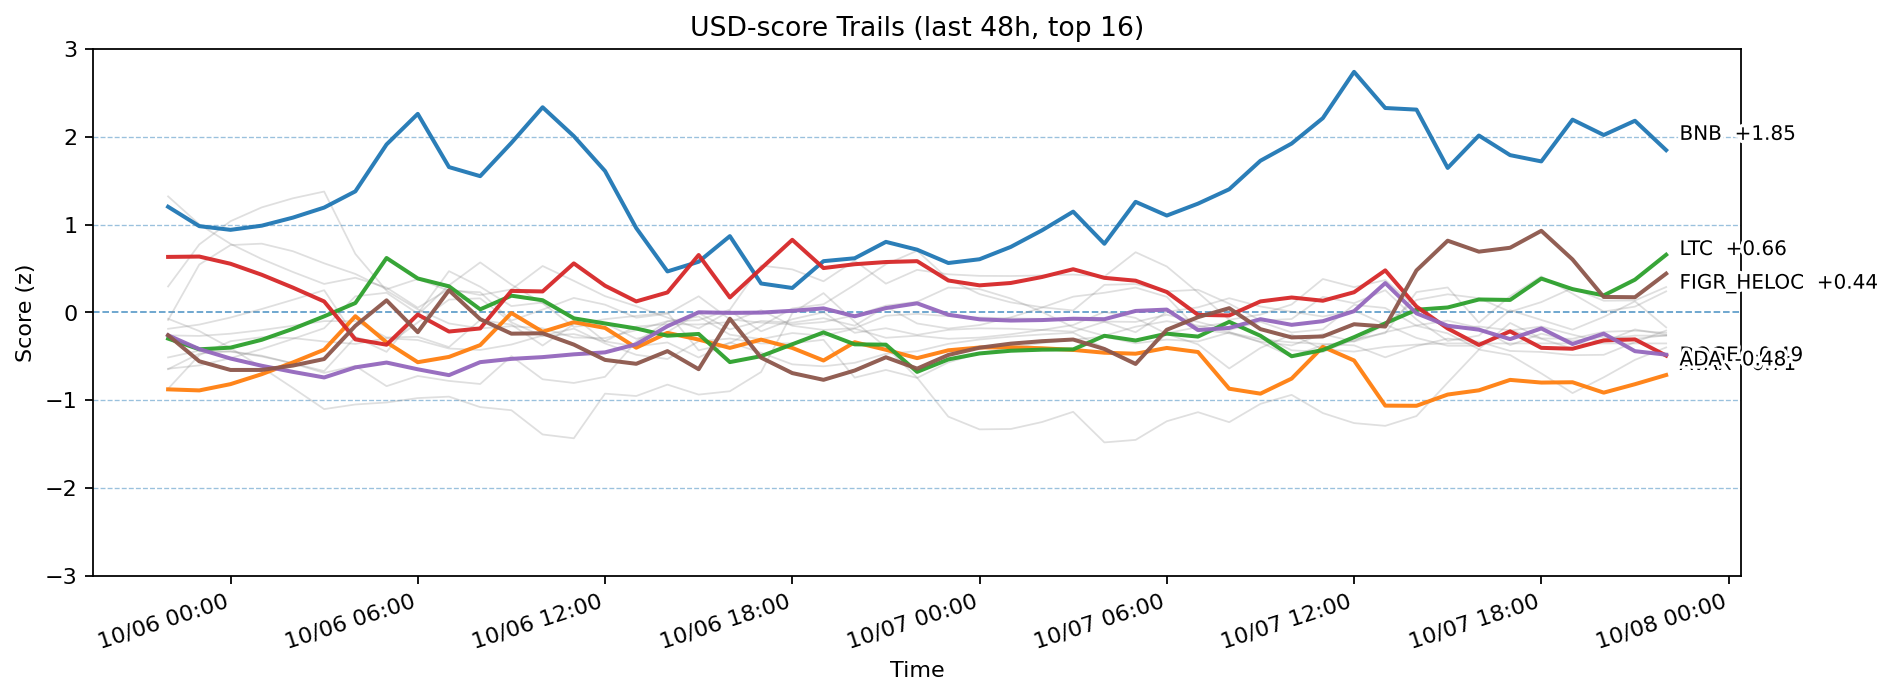 USD-score Trails (last 48h, top 16)
Score (z)
3
2
1
0
−1
−2
−3
BNB +1.85
LTC +0.66
FIGR_HELOC +0.44
ADA -0.48
10/06 00:00
10/06 06:00
10/06 12:00
10/06 18:00
10/07 00:00
10/07 06:00
10/07 12:00
10/07 18:00
10/08 00:00
Time